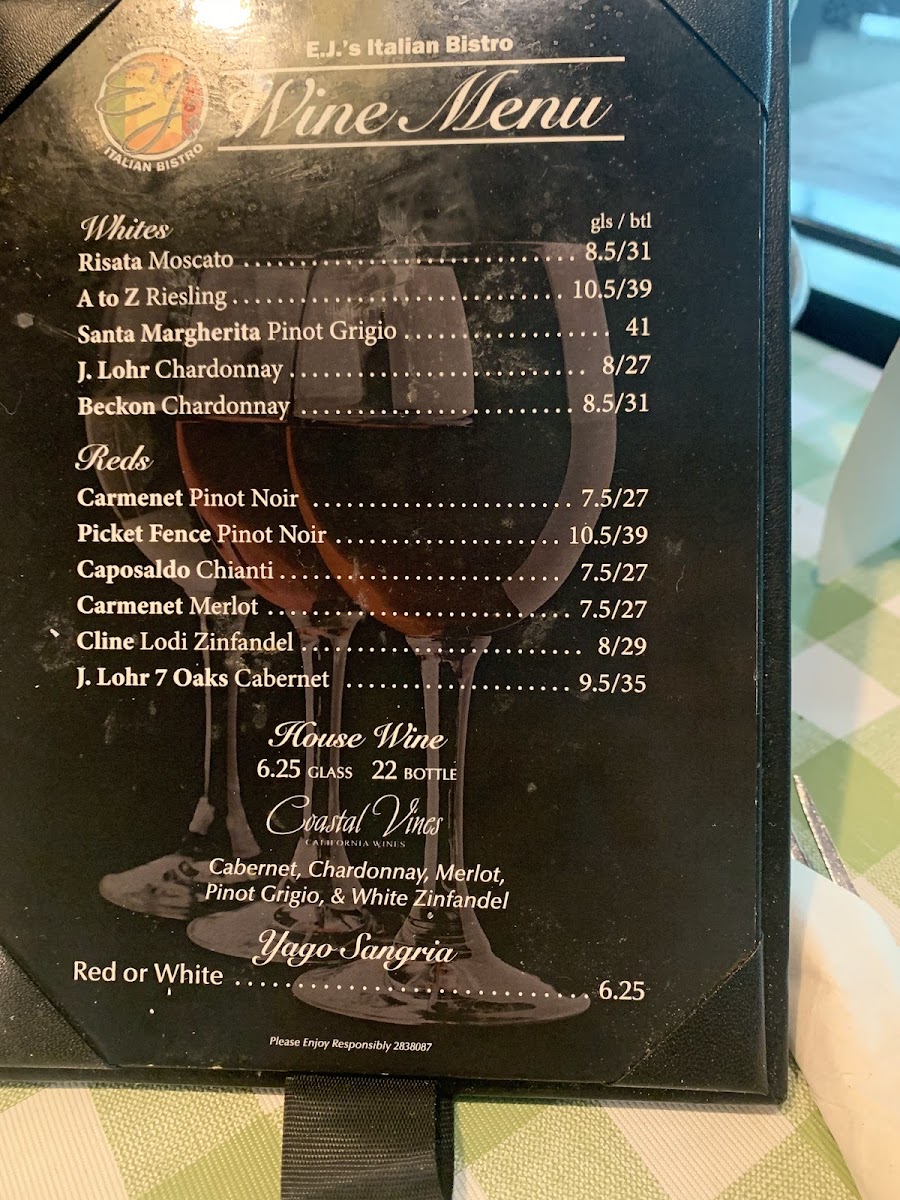 E.J.'s Italian Bistro
Wine Menu
EJ
ITALIAN BISTRO
Whites gls / btl
Risata Moscato 8.5/31
A to Z Riesling 10.5/39
Santa Margherita Pinot Grigio 41
J. Lohr Chardonnay 8/27
Beckon Chardonnay 8.5/31
Reds
Carmenet Pinot Noir 7.5/27
Picket Fence Pinot Noir 10.5/39
Caposaldo Chianti 7.5/27
Carmenet Merlot 7.5/27
Cline Lodi Zinfandel 8/29
J. Lohr 7 Oaks Cabernet 9.5/35
House Wine
6.25 GLASS 22 BOTTLE
Coastal Vines
CALIFORNIA WINES
Cabernet, Chardonnay, Merlot,
Pinot Grigio, & White Zinfandel
Yago Sangria
Red or White 6.25
Please Enjoy Responsibly 2838087